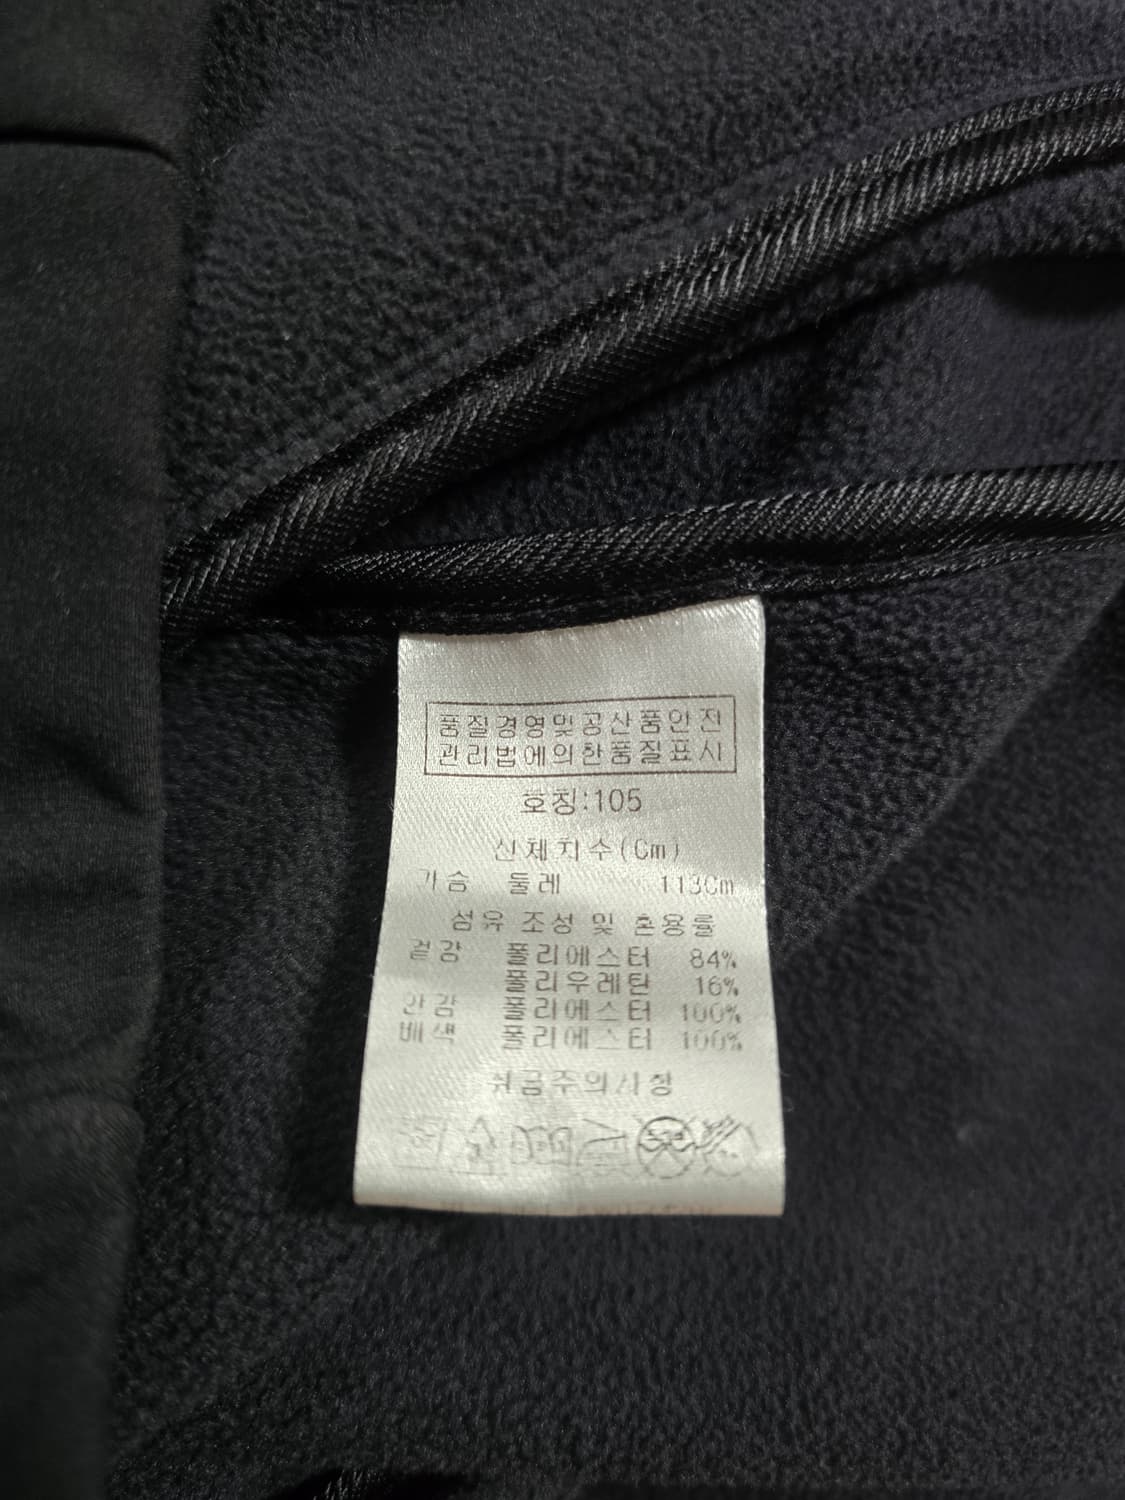 품질경영및공산품안전
관리법에의한품질표시
호칭:105
신체치수(Cm)
가슴 둘레 113Cm
섬유 조성 및 혼용률
겉감 폴리에스터 84%
폴리우레탄 16%
안감 폴리에스터 100%
배색 폴리에스터 100%
취급주의사항